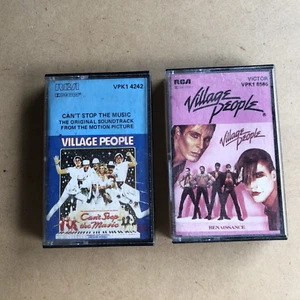 RCA
VPK1 4242
CAN'T STOP THE MUSIC
THE ORIGINAL SOUNDTRACK
FROM THE MOTION PICTURE
VILLAGE PEOPLE
Can't Stop
the Music
RCA
VICTOR
Village
People
Village
PEOPLE
RENAISSANCE